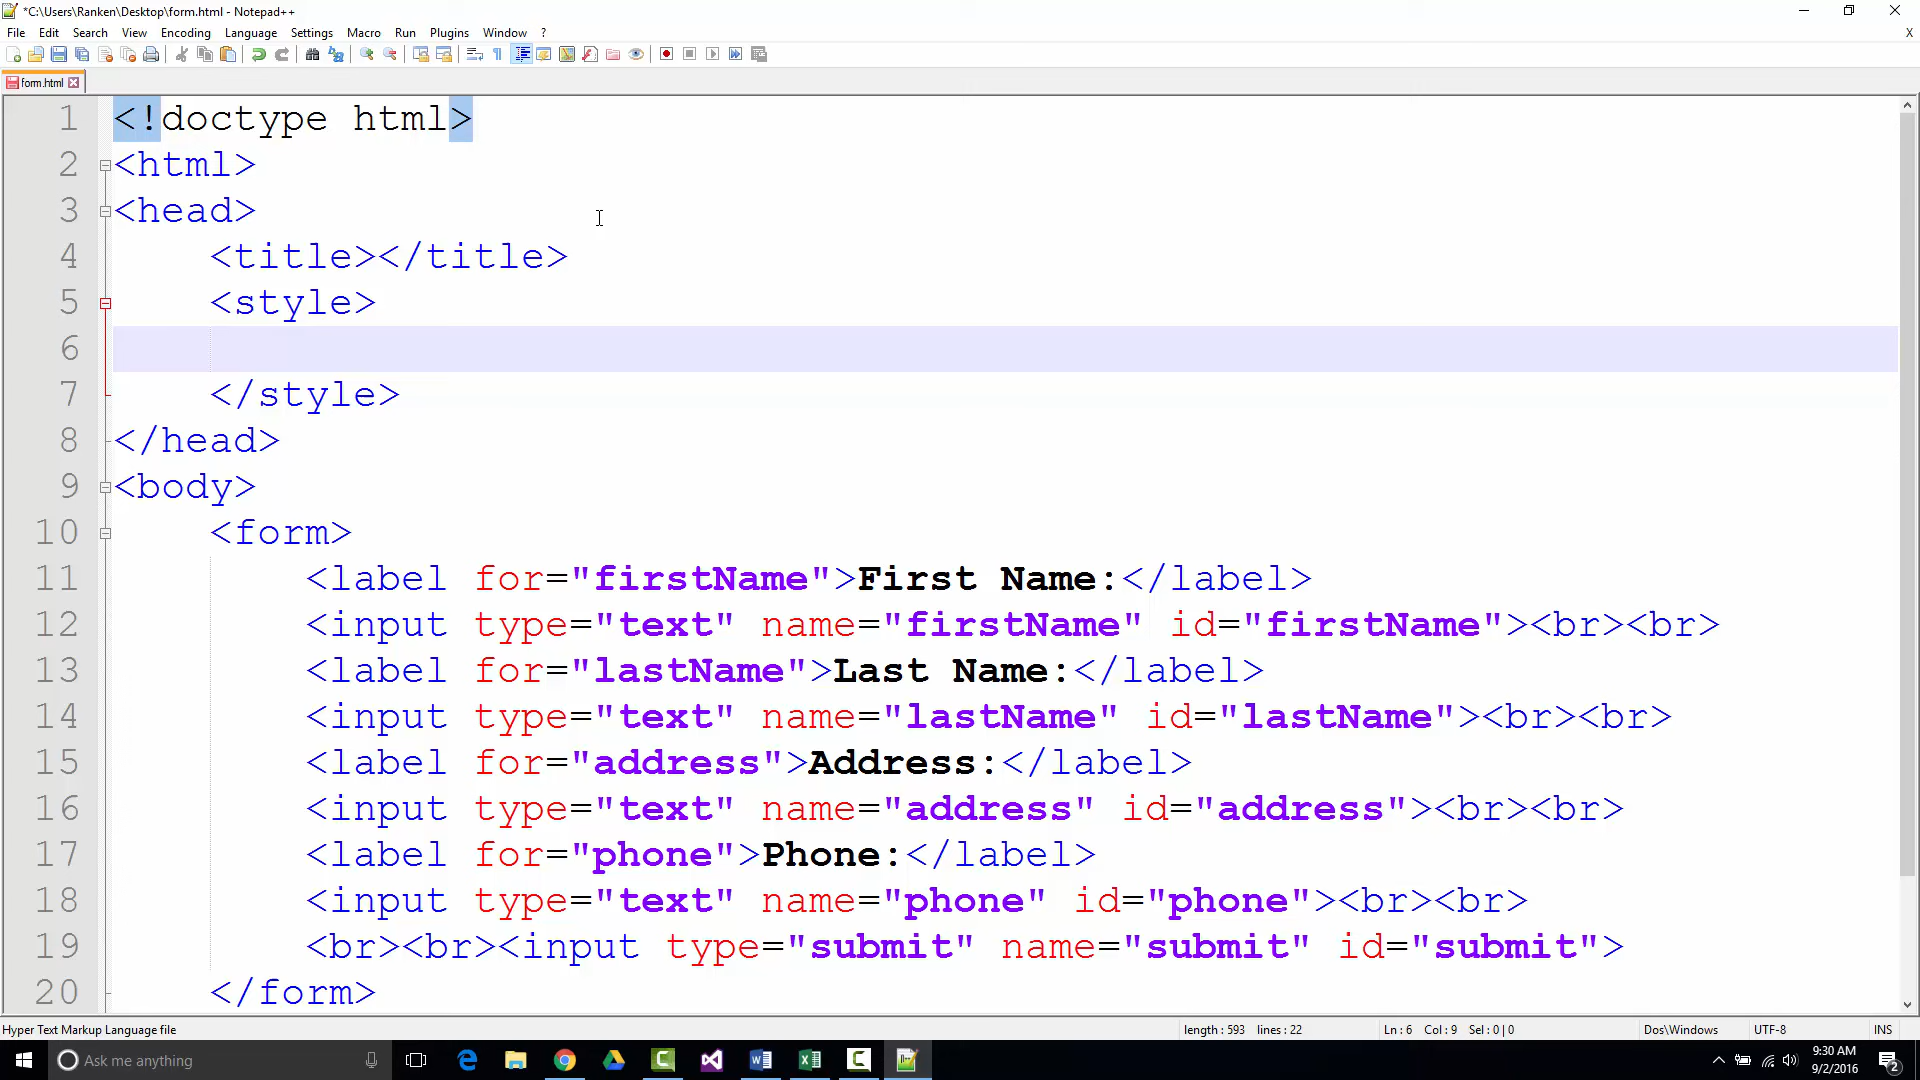 *C:\Users\Ranken\Desktop\form.html - Notepad++
File Edit Search View Encoding Language Settings Macro Run Plugins Window ? X
form.html
1 <!doctype html>
2 <html>
3 <head>
4 <title></title>
5 <style>
6
7 </style>
8 </head>
9 <body>
10 <form>
11 <label for="firstName">First Name:</label>
12 <input type="text" name="firstName" id="firstName"><br><br>
13 <label for="lastName">Last Name:</label>
14 <input type="text" name="lastName" id="lastName"><br><br>
15 <label for="address">Address:</label>
16 <input type="text" name="address" id="address"><br><br>
17 <label for="phone">Phone:</label>
18 <input type="text" name="phone" id="phone"><br><br>
19 <br><br><input type="submit" name="submit" id="submit">
20 </form>
Hyper Text Markup Language file length : 593 lines : 22 Ln : 6 Col : 9 Sel : 0 | 0 Dos\Windows UTF-8 INS
Ask me anything
9:30 AM
9/2/2016
2